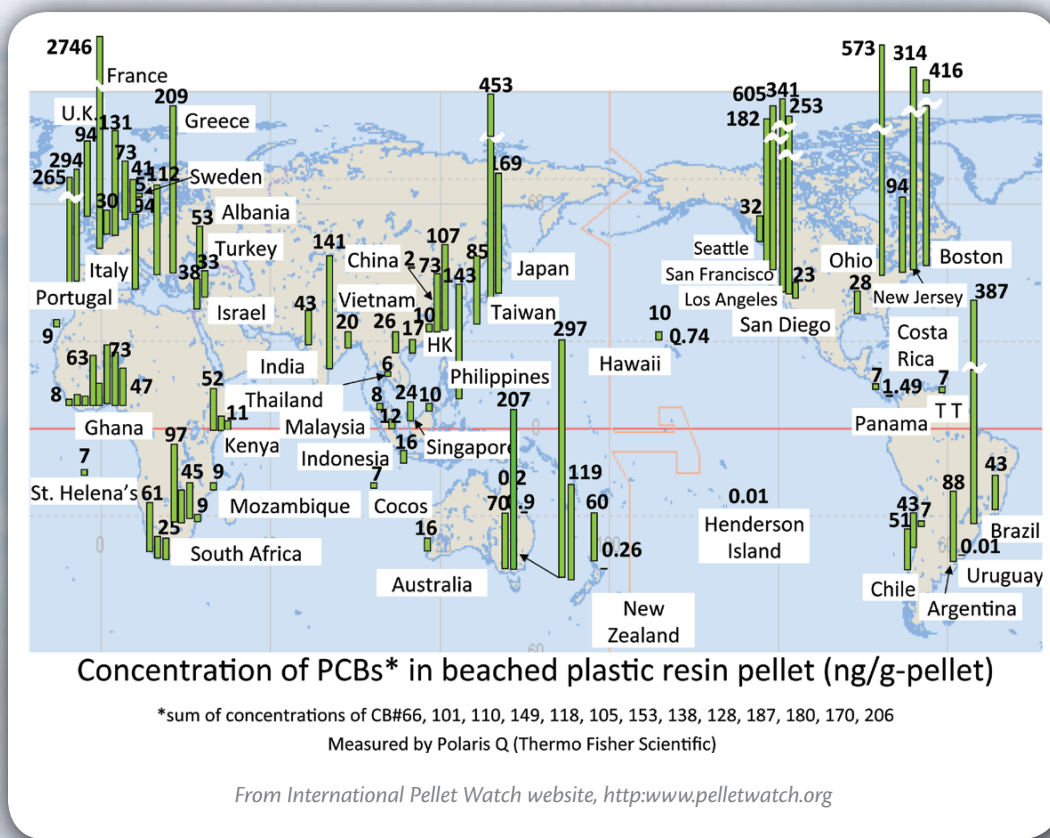 2746
France
U.K.
131
209
Greece
94
294
265
73
41
112
Sweden
94
30
53
Albania
Turkey
Italy
38
33
Portugal
Israel
9
141
China
2
73
107
143
85
453
169
Japan
43
20
Vietnam
26
17
10
HK
Taiwan
India
6
Philippines
Thailand
8
24
10
Malaysia
12
Singapore
Indonesia
16
63
73
47
8
Ghana
52
11
Kenya
7
St. Helena's
97
45
9
9
61
25
Mozambique
South Africa
7
Cocos
16
Australia
207
0.2
70
297
119
60
0.26
New
Zealand
10
0.74
Hawaii
0.01
Henderson
Island
605
341
253
182
32
Seattle
San Francisco
Los Angeles
23
San Diego
573
314
416
94
Ohio
28
New Jersey
Boston
387
Costa
Rica
7
1.49
7
Panama
T T
88
43
43
51
7
Brazil
0.01
Uruguay
Chile
Argentina
0
0
60
Concentration of PCBs* in beached plastic resin pellet (ng/g-pellet)
*sum of concentrations of CB#66, 101, 110, 149, 118, 105, 153, 138, 128, 187, 180, 170, 206
Measured by Polaris Q (Thermo Fisher Scientific)
From International Pellet Watch website, http:www.pelletwatch.org